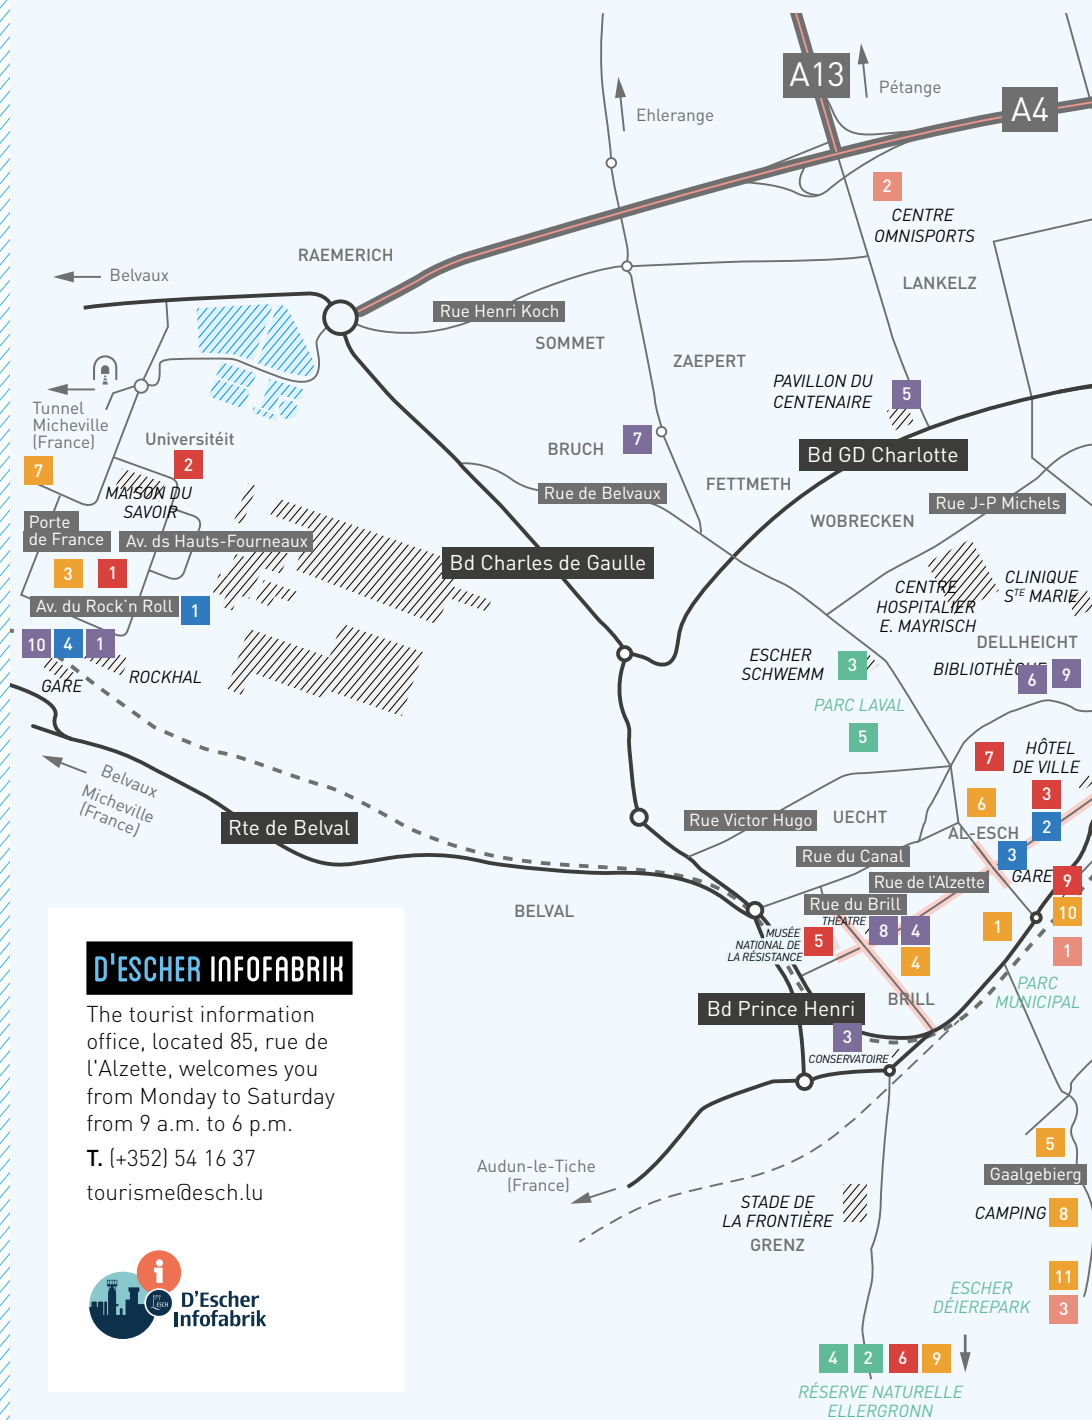 A13
Pétange
A4
Ehlerange
2
CENTRE
OMNISPORTS
RAEMERICH
Belvaux
LANKELZ
Rue Henri Koch
SOMMET
ZAEPERT
PAVILLON DU
CENTENAIRE
5
Tunnel
Micheville
(France)
Universitéit
7
2
MAISON DU
SAVOIR
BRUCH
7
Bd GD Charlotte
FETTMETH
Rue de Belvaux
Rue J-P Michels
WOBRECKEN
Porte
de France
Av. ds Hauts-Fourneaux
Bd Charles de Gaulle
3
1
CENTRE
HOSPITALIER
E. MAYRISCH
CLINIQUE
STE MARIE
Av. du Rock'n Roll
1
10
4
1
GARE
ROCKHAL
DELLHEICHT
ESCHER
SCHWEMM
3
BIBLIOTHÈQUE
6
9
PARC LAVAL
5
7
HÔTEL
DE VILLE
Belvaux
Micheville
(France)
6
3
2
Rte de Belval
Rue Victor Hugo
UECHT
AL-ESCH
3
Rue du Canal
GARE
9
Rue de l'Alzette
Rue du Brill
BELVAL
THÉÂTRE
8
4
1
10
MUSÉE
NATIONAL DE
LA RÉSISTANCE
5
4
1
PARC
MUNICIPAL
BRILL
Bd Prince Henri
3
CONSERVATOIRE
D'ESCHER INFOFABRIK
The tourist information
office, located 85, rue de
l'Alzette, welcomes you
from Monday to Saturday
from 9 a.m. to 6 p.m.
T. (+352) 54 16 37
tourisme@esch.lu
i
ESCH
D'Escher
Infofabrik
Audun-le-Tiche
(France)
5
Gaalgebierg
STADE DE
LA FRONTIÈRE
GRENZ
CAMPING
8
11
ESCHER
DÉIEREPARK
3
4
2
6
9
RÉSERVE NATURELLE
ELLERGRONN